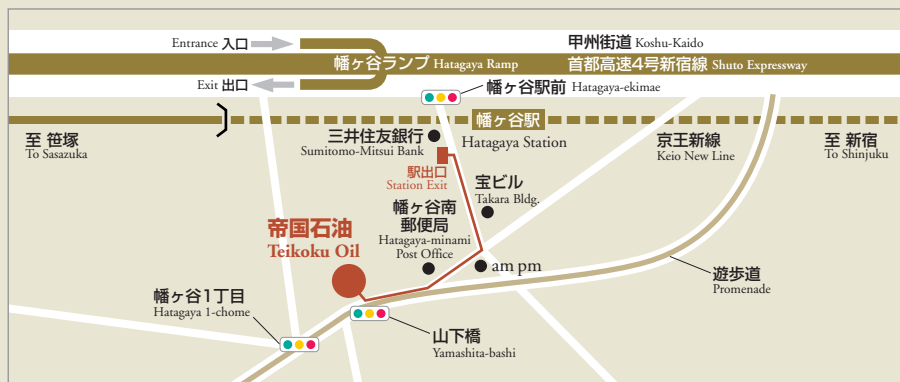 Entrance 入口
甲州街道 Koshu-Kaido
幡ヶ谷ランプ Hatagaya Ramp
首都高速4号新宿線 Shuto Expressway
Exit 出口
幡ヶ谷駅前 Hatagaya-ekimae
幡ヶ谷駅
Hatagaya Station
至 笹塚
To Sasazuka
三井住友銀行
Sumitomo-Mitsui Bank
京王新線
Keio New Line
至 新宿
To Shinjuku
駅出口
Station Exit
宝ビル
Takara Bldg.
幡ヶ谷南
郵便局
Hatagaya-minami
Post Office
帝国石油
Teikoku Oil
am pm
遊歩道
Promenade
幡ヶ谷1丁目
Hatagaya 1-chome
山下橋
Yamashita-bashi